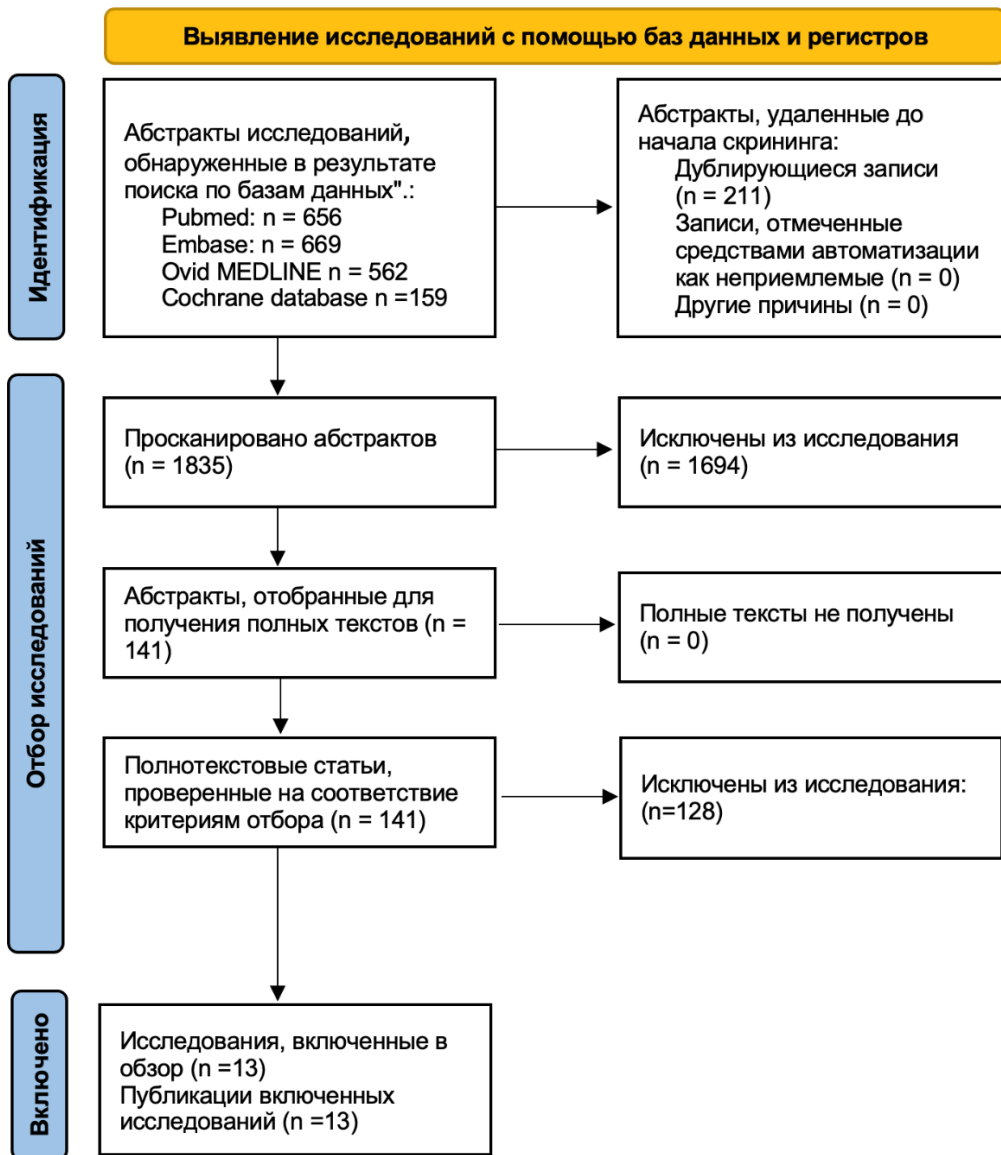 Выявление исследований с помощью баз данных и регистров
Идентификация
Абстракты исследований,
обнаруженные в результате
поиска по базам данных".:
Pubmed: n = 656
Embase: n = 669
Ovid MEDLINE n = 562
Cochrane database n =159
Абстракты, удаленные до
начала скрининга:
Дублирующиеся записи
(n = 211)
Записи, отмеченные
средствами автоматизации
как неприемлемые (n = 0)
Другие причины (n = 0)
Отбор исследований
Просканировано абстрактов
(n = 1835)
Исключены из исследования
(n = 1694)
Абстракты, отобранные для
получения полных текстов (n =
141)
Полные тексты не получены
(n = 0)
Полнотекстовые статьи,
проверенные на соответствие
критериям отбора (n = 141)
Исключены из исследования:
(n=128)
Включено
Исследования, включенные в
обзор (n =13)
Публикации включенных
исследований (n =13)